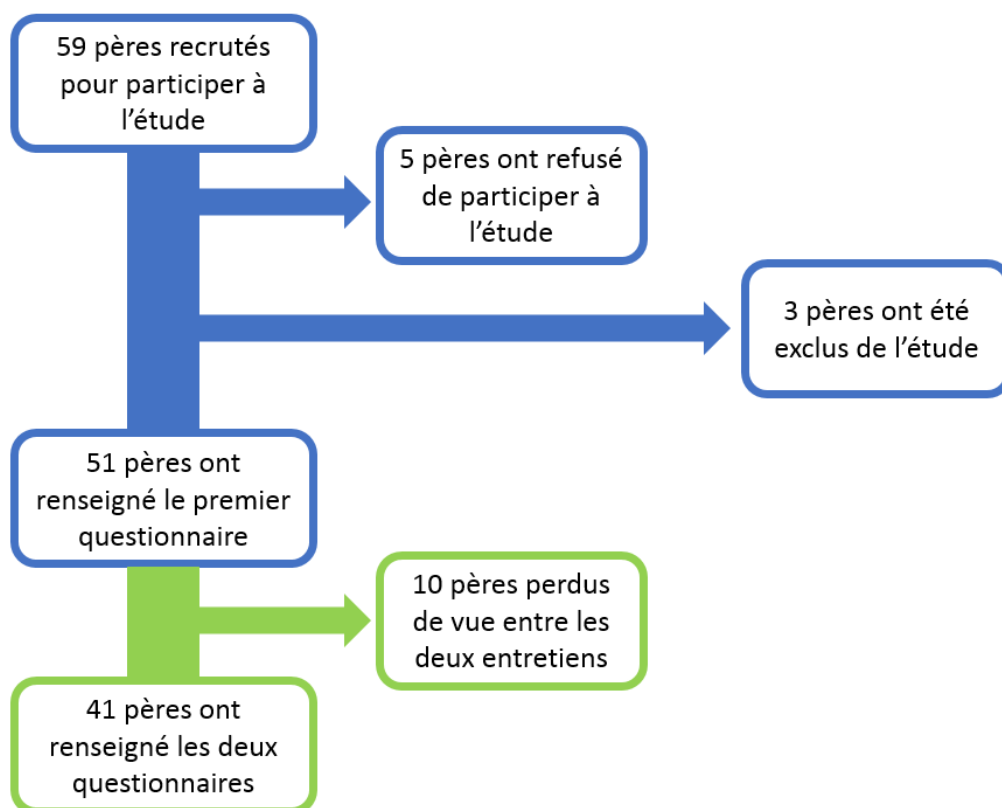 59 pères recrutés
pour participer à
l’étude
5 pères ont refusé
de participer à
l’étude
3 pères ont été
exclus de l’étude
51 pères ont
renseigné le premier
questionnaire
10 pères perdus
de vue entre les
deux entretiens
41 pères ont
renseigné les deux
questionnaires